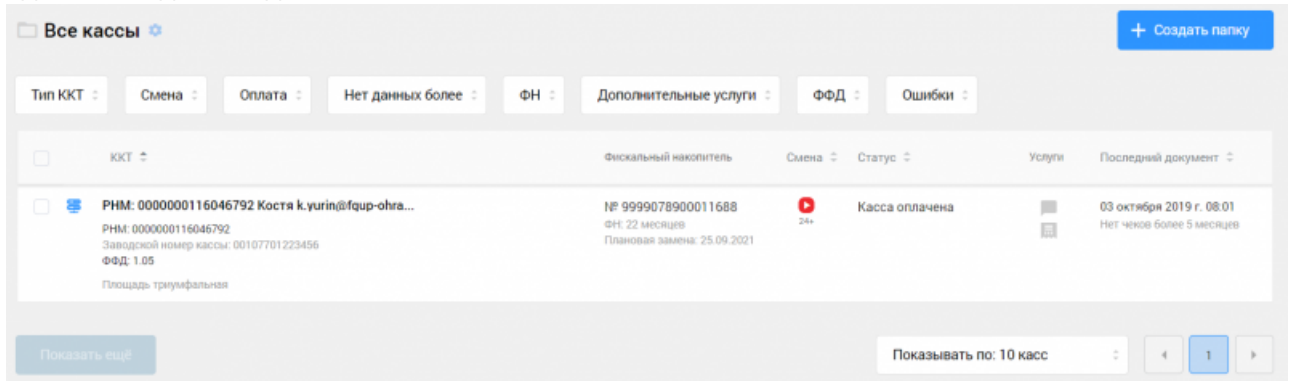 Все кассы
+ Создать папку
Тип ККТ Смена Оплата Нет данных более ФН Дополнительные услуги ФФД Ошибки
ККТ Фискальный накопитель Смена Статус Услуги Последний документ
РНМ: 0000000116046792 Костя k.yurin@fqup-ohra... № 9999078900011688 Касса оплачена 03 октября 2019 г. 08:01
РНМ: 0000000116046792 ФН: 22 месяцев 24+ Нет чеков более 5 месяцев
Заводской номер кассы: 00107701223456 Плановая замена: 25.09.2021
ФФД: 1.05
Площадь триумфальная
Показать ещё Показывать по: 10 касс 1